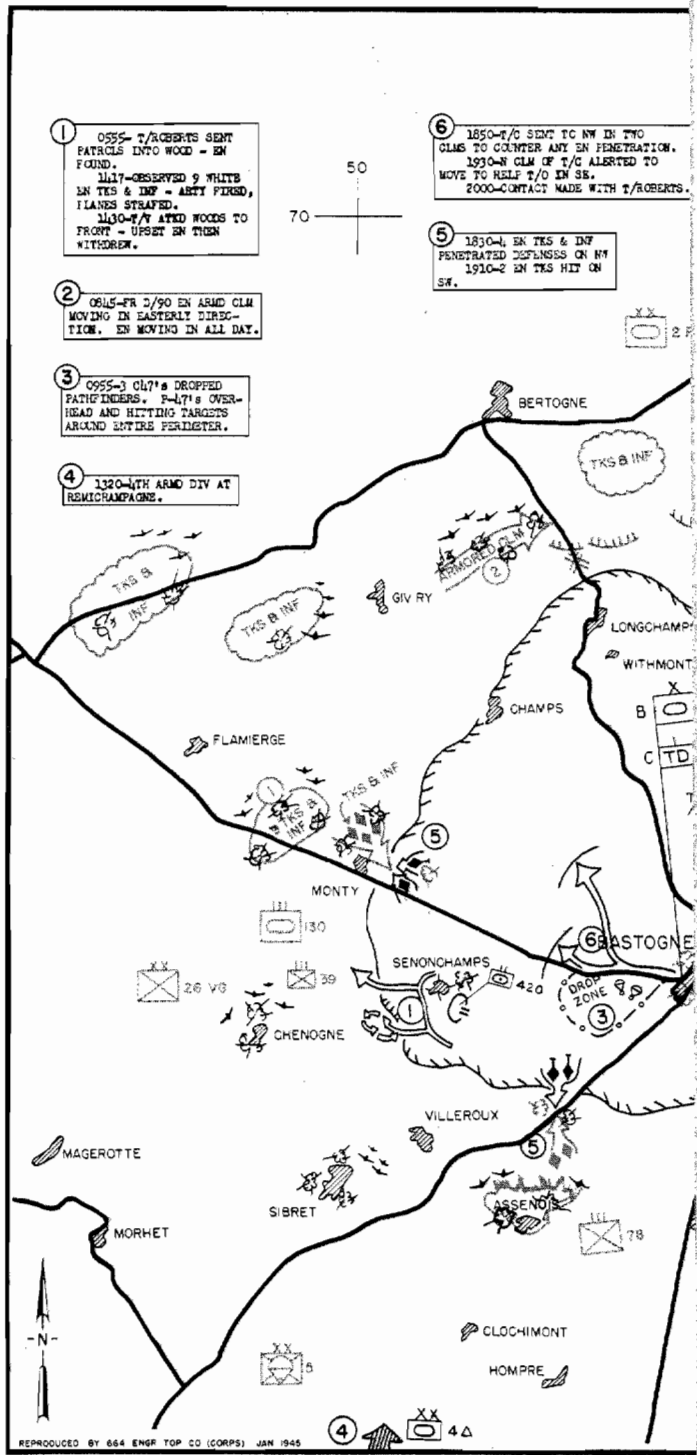 1
0555- T/ROBERTS SENT
PATROLS INTO WOOD - EN
FOUND.
1417-OBSERVED 9 WHITE
EN TKS & INF - ARTY FIRED,
PLANES STRAFED.
1430-T/V ATKD WOODS TO
FRONT - UPSET EN THEN
WITHDREW.
6
1850-T/C SENT TO NW IN TWO
CLMS TO COUNTER ANY EN PENETRATION.
1930-N CLM OF T/C ALERTED TO
MOVE TO HELP T/O IN SE.
2000-CONTACT MADE WITH T/ROBERTS.
50
70
5
1830-4 EN TKS & INF
PENETRATED DEFENSES ON NW
1910-2 EN TKS HIT ON
SW.
2
0845-FR D/90 EN ARMD CLM
MOVING IN EASTERLY DIREC-
TION. EN MOVING IN ALL DAY.
XX
2
3
0955-3 C47's DROPPED
PATHFINDERS. P-47's OVER-
HEAD AND HITTING TARGETS
AROUND ENTIRE PERIMETER.
BERTOGNE
4
1320-4TH ARMD DIV AT
REMICHAMPAGNE.
TKS & INF
ARMORED CLM
2
TKS &
INF
TKS & INF
GIVRY
LONGCHAMPS
WITHMONT
X
B
CHAMPS
C TD
FLAMIERGE
1
TKS &
INF
TKS & INF
5
MONTY
III
130
6 BASTOGNE
XX
26 VG
III
39
SENONCHAMPS
420
DROP
ZONE
3
1
CHENOGNE
VILLEROUX
5
MAGEROTTE
SIBRET
ASSENOIS
MORHET
III
78
-N-
CLOCHIMONT
XX
5
HOMPRE
XX
4
4
REPRODUCED BY 664 ENGR TOP CO (CORPS) JAN 1945